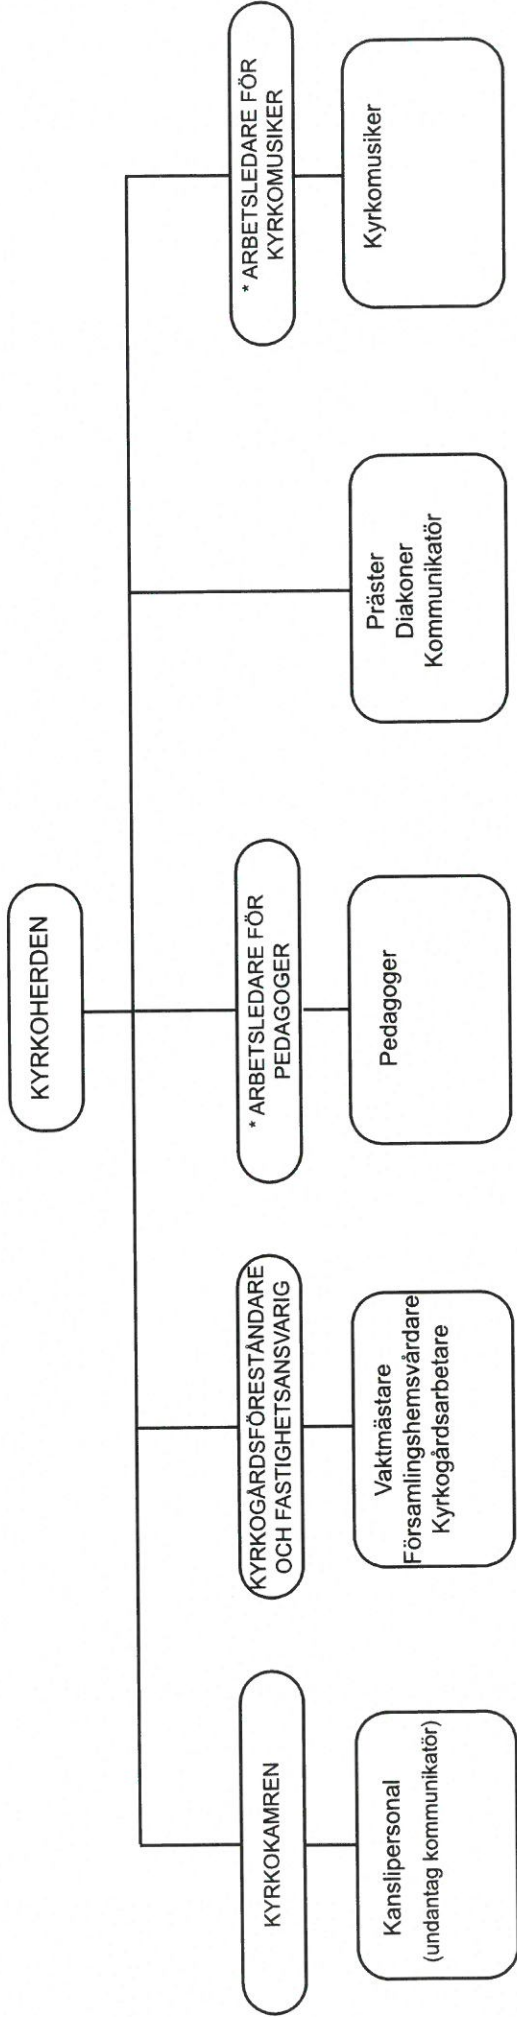 KYRKOHERDEN
KYRKOKAMREN
Kanslipersonal
(undantag kommunikatör)
KYRKOGÅRDSFÖRESTÅNDARE
OCH FASTIGHETSANSVARIG
Vaktmästare
Församlingshemsvårdare
Kyrkogårdsarbetare
* ARBETSLEDARE FÖR
PEDAGOGER
Pedagoger
Präster
Diakoner
Kommunikatör
* ARBETSLEDARE FÖR
KYRKOMUSIKER
Kyrkomusiker